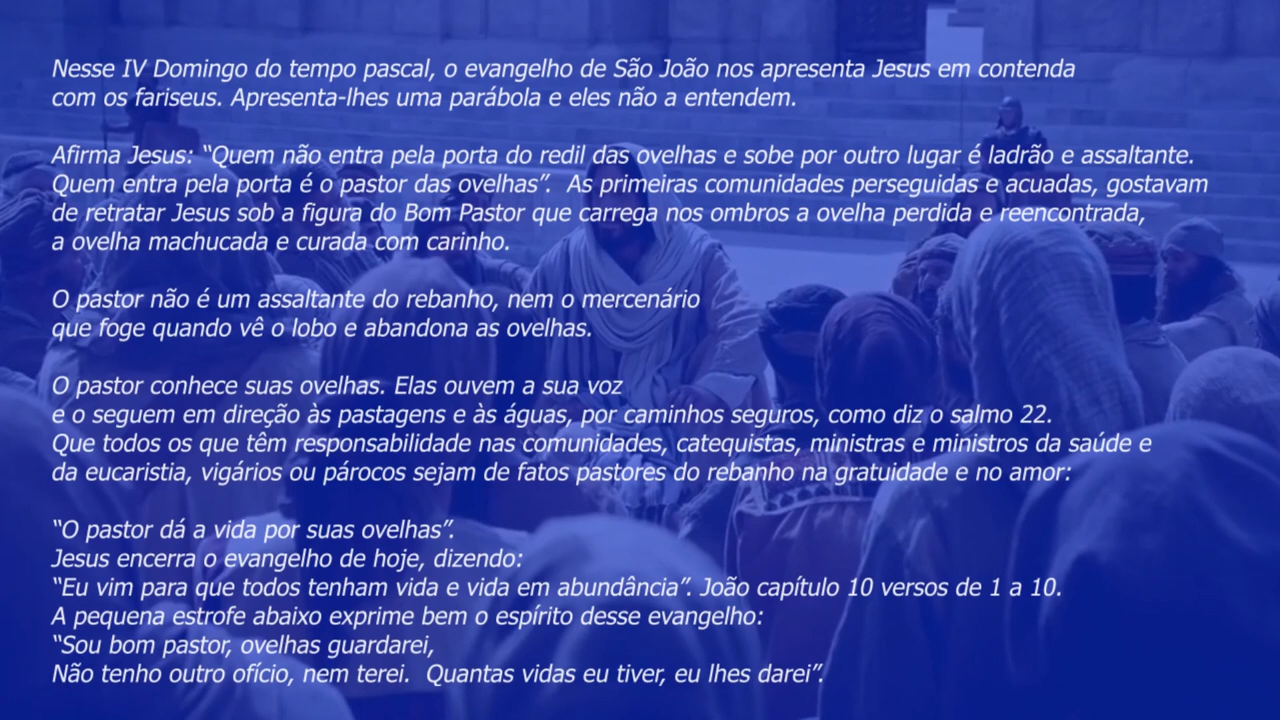 Nesse IV Domingo do tempo pascal, o evangelho de São João nos apresenta Jesus em contenda
com os fariseus. Apresenta-lhes uma parábola e eles não a entendem.
Afirma Jesus: “Quem não entra pela porta do redil das ovelhas e sobe por outro lugar é ladrão e assaltante.
Quem entra pela porta é o pastor das ovelhas”.  As primeiras comunidades perseguidas e acuadas, gostavam
de retratar Jesus sob a figura do Bom Pastor que carrega nos ombros a ovelha perdida e reencontrada,
a ovelha machucada e curada com carinho.
O pastor não é um assaltante do rebanho, nem o mercenário
que foge quando vê o lobo e abandona as ovelhas.
O pastor conhece suas ovelhas. Elas ouvem a sua voz
e o seguem em direção às pastagens e às águas, por caminhos seguros, como diz o salmo 22.
Que todos os que têm responsabilidade nas comunidades, catequistas, ministras e ministros da saúde e
da eucaristia, vigários ou párocos sejam de fatos pastores do rebanho na gratuidade e no amor:
“O pastor dá a vida por suas ovelhas”.
Jesus encerra o evangelho de hoje, dizendo:
“Eu vim para que todos tenham vida e vida em abundância”. João capítulo 10 versos de 1 a 10.
A pequena estrofe abaixo exprime bem o espírito desse evangelho:
“Sou bom pastor, ovelhas guardarei,
Não tenho outro ofício, nem terei.  Quantas vidas eu tiver, eu lhes darei”.